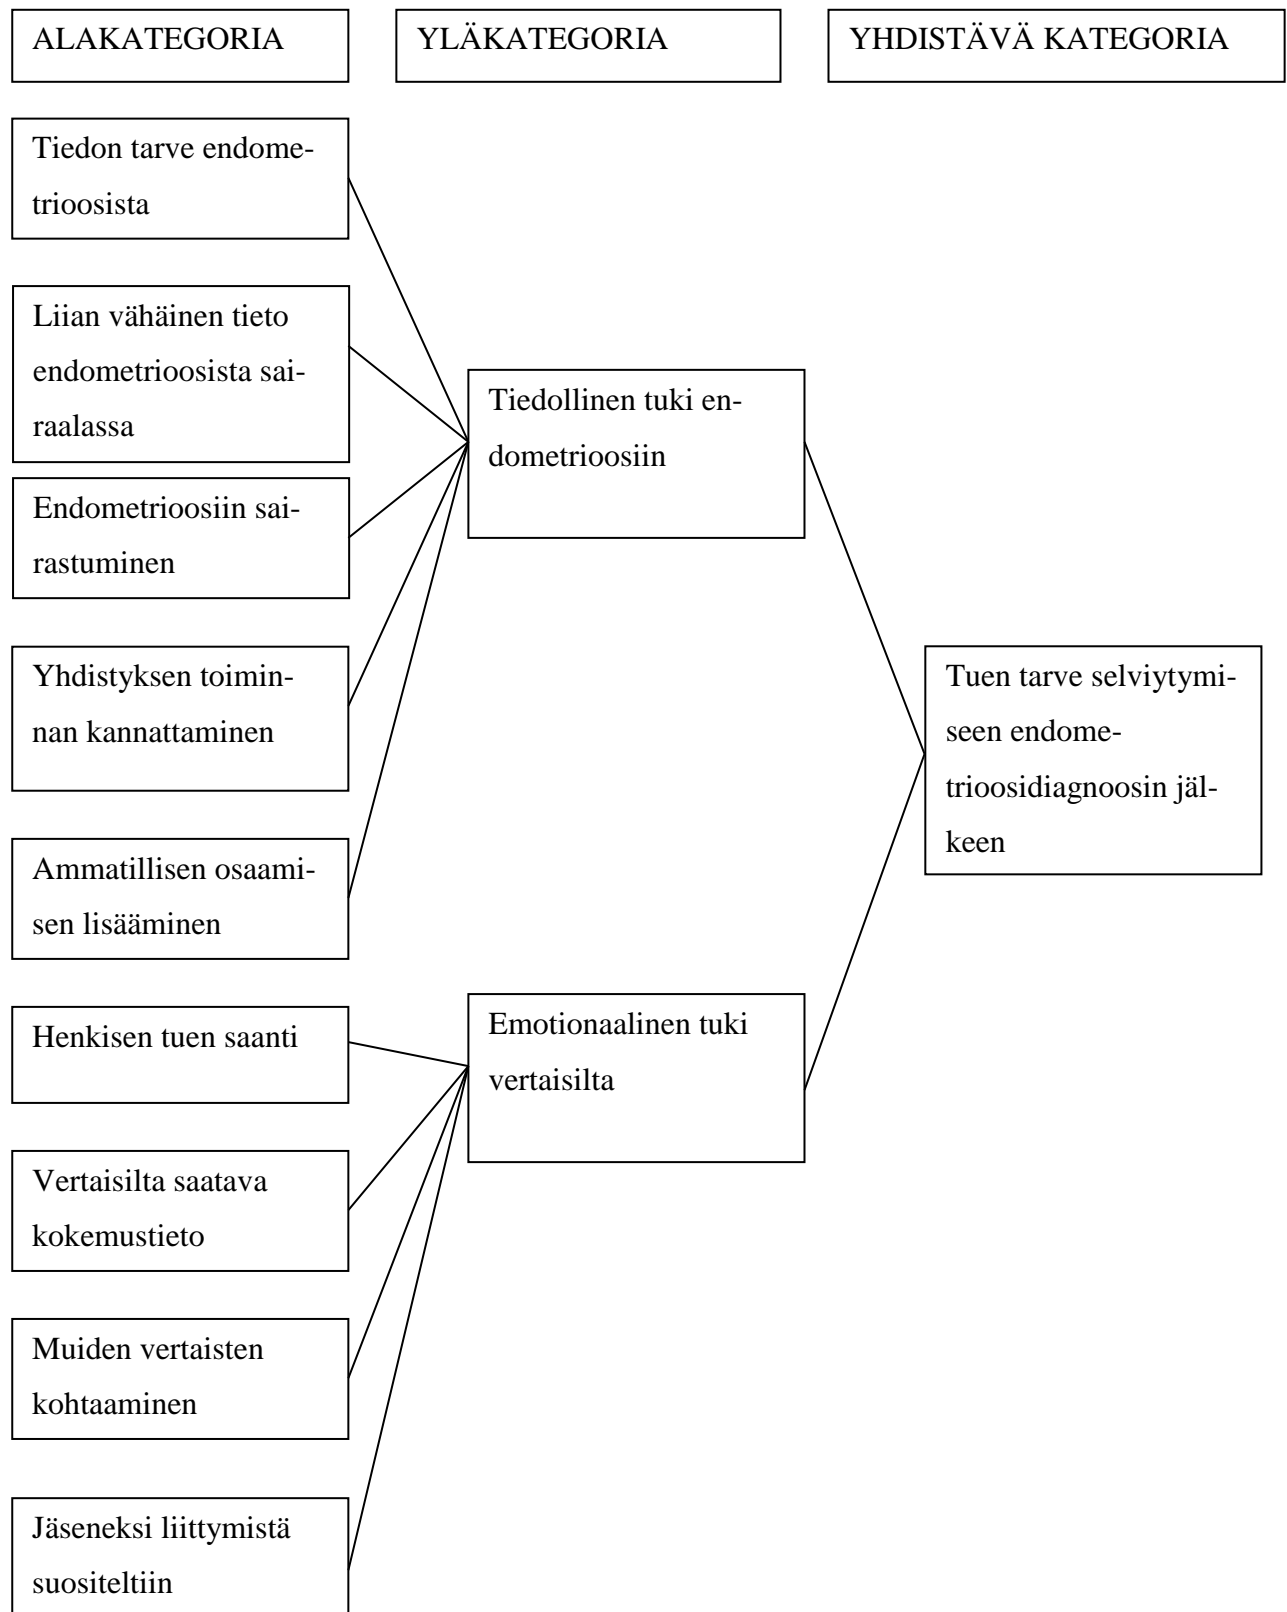 ALAKATEGORIA
YLÄKATEGORIA
YHDISTÄVÄ KATEGORIA
Tiedon tarve endome-
trioosista
Liian vähäinen tieto
endometrioosista sai-
raalassa
Endometrioosiin sai-
rastuminen
Yhdistyksen toimin-
nan kannattaminen
Ammatillisen osaami-
sen lisääminen
Henkisen tuen saanti
Vertaisilta saatava
kokemustieto
Muiden vertaisten
kohtaaminen
Jäseneksi liittymistä
suositeltiin
Tiedollinen tuki en-
dometrioosiin
Emotionaalinen tuki
vertaisilta
Tuen tarve selviytymi-
seen endome-
trioosidiagnoosin jäl-
keen